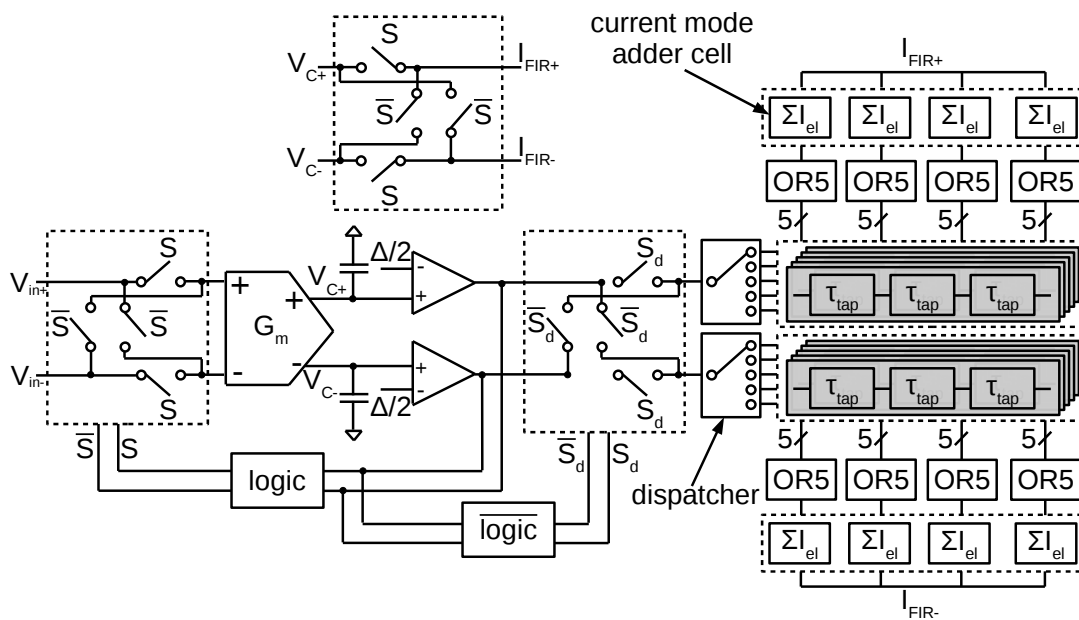 current mode
adder cell
I_FIR+
S
V_C+
I_FIR+
S̅
S̅
V_C-
I_FIR-
S
ΣI_el
ΣI_el
ΣI_el
ΣI_el
OR5
OR5
OR5
OR5
5
5
5
5
S
V_in+
S̅
S̅
V_in-
S
+
+
G_m
-
-
V_C+
Δ/2
-
+
V_C-
Δ/2
+
-
S_d
S̅_d
S̅_d
S_d
τ_tap
τ_tap
τ_tap
τ_tap
τ_tap
τ_tap
S̅
S
logic
l̅o̅g̅i̅c̅
S̅_d
S_d
dispatcher
5
5
5
5
OR5
OR5
OR5
OR5
ΣI_el
ΣI_el
ΣI_el
ΣI_el
I_FIR-